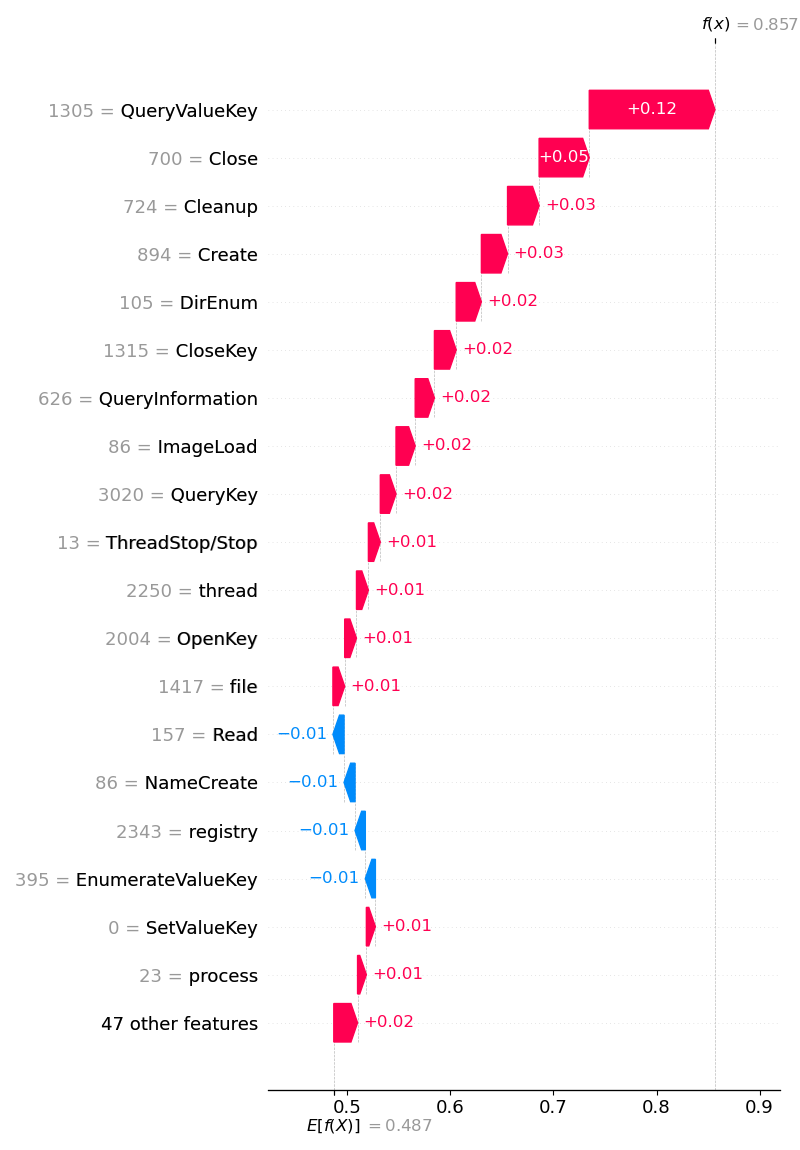 f(x) = 0.857
1305 = QueryValueKey +0.12
700 = Close +0.05
724 = Cleanup +0.03
894 = Create +0.03
105 = DirEnum +0.02
1315 = CloseKey +0.02
626 = QueryInformation +0.02
86 = ImageLoad +0.02
3020 = QueryKey +0.02
13 = ThreadStop/Stop +0.01
2250 = thread +0.01
2004 = OpenKey +0.01
1417 = file +0.01
157 = Read −0.01
86 = NameCreate −0.01
2343 = registry −0.01
395 = EnumerateValueKey −0.01
0 = SetValueKey +0.01
23 = process +0.01
47 other features +0.02
0.5 0.6 0.7 0.8 0.9
E[f(X)] = 0.487